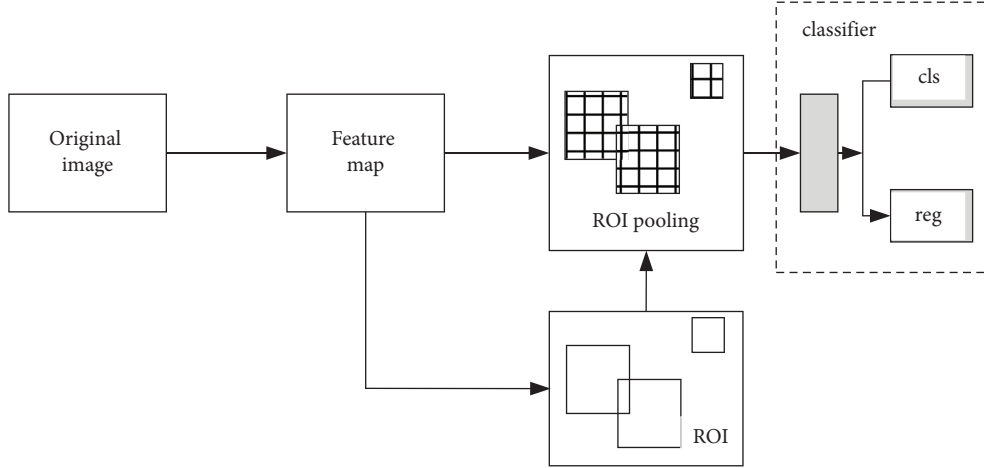 Original
image
Feature
map
ROI pooling
ROI
classifier
cls
reg